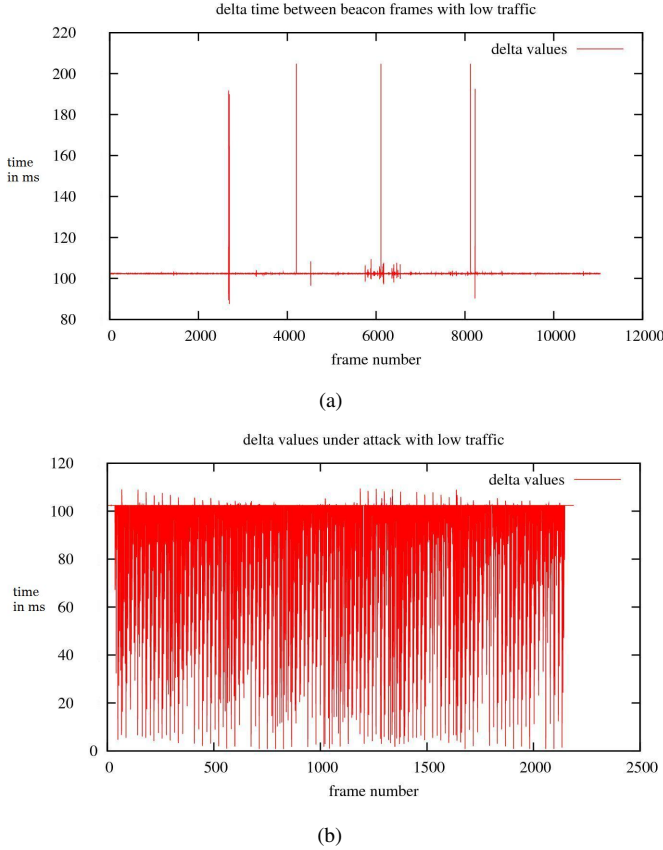 delta time between beacon frames with low traffic
220
200
180
160
140
120
100
80
time
in ms
delta values
0
2000
4000
6000
8000
10000
12000
frame number
(a)
delta values under attack with low traffic
120
100
80
60
40
20
0
time
in ms
delta values
0
500
1000
1500
2000
2500
frame number
(b)